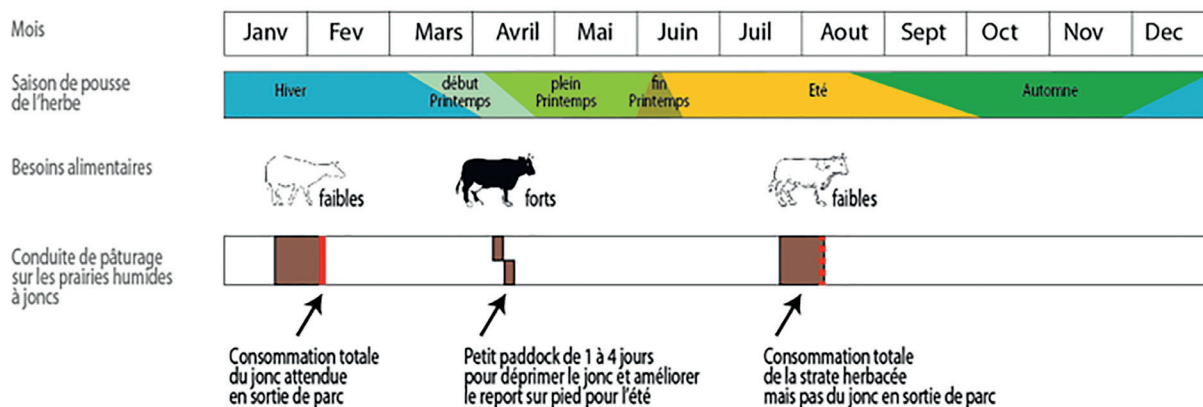 Mois
Janv Fev Mars Avril Mai Juin Juil Aout Sept Oct Nov Dec
Saison de pousse
de l'herbe
Hiver
début
Printemps
plein
Printemps
fin
Printemps
Eté
Automne
Besoins alimentaires
faibles
forts
faibles
Conduite de pâturage
sur les prairies humides
à joncs
Consommation totale
du jonc attendue
en sortie de parc
Petit paddock de 1 à 4 jours
pour déprimer le jonc et améliorer
le report sur pied pour l'été
Consommation totale
de la strate herbacée
mais pas du jonc en sortie de parc